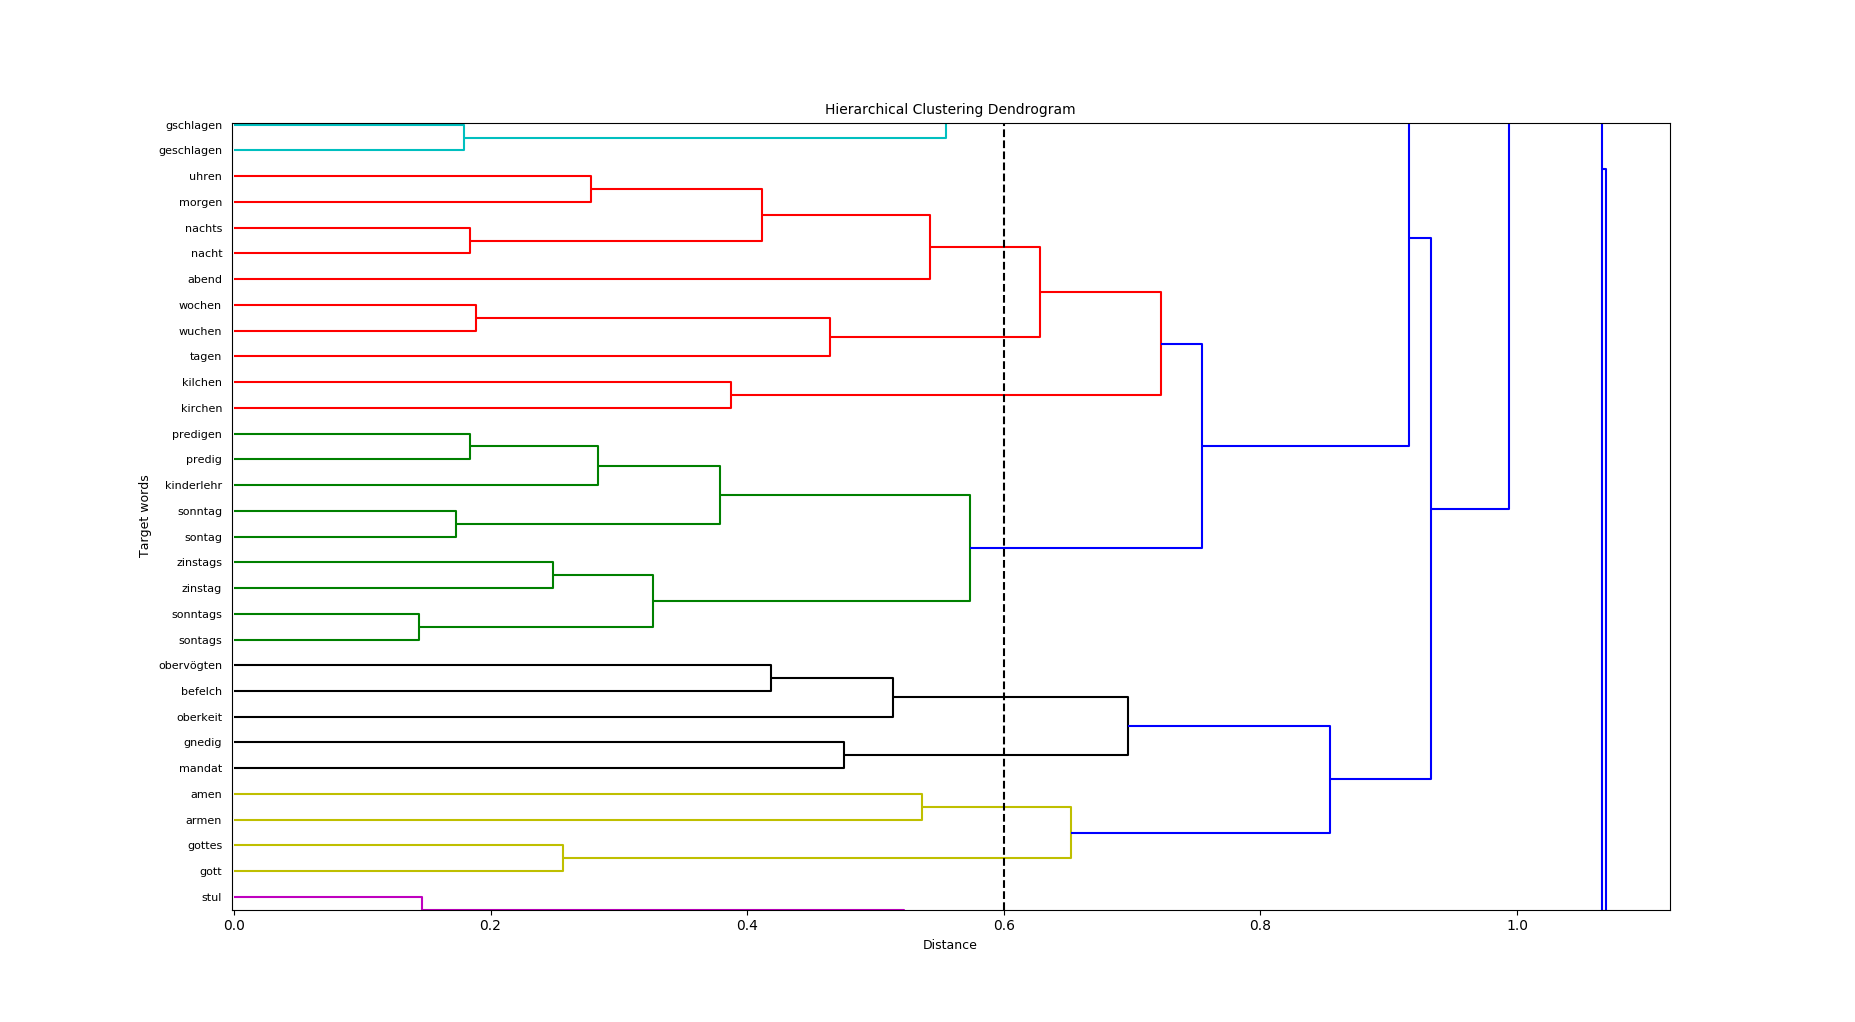 Hierarchical Clustering Dendrogram
gschlagen
geschlagen
uhren
morgen
nachts
nacht
abend
wochen
wuchen
tagen
kilchen
kirchen
predigen
predig
kinderlehr
sonntag
sontag
zinstags
zinstag
sonntags
sontags
obervögten
befelch
oberkeit
gnedig
mandat
amen
armen
gottes
gott
stul
Target words
0.0 0.2 0.4 0.6 0.8 1.0
Distance